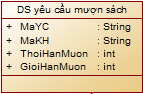 DS yêu cầu mượn sách
+ MaYC : String
+ MaKH : String
+ ThoiHanMuon : int
+ GioiHanMuon : int